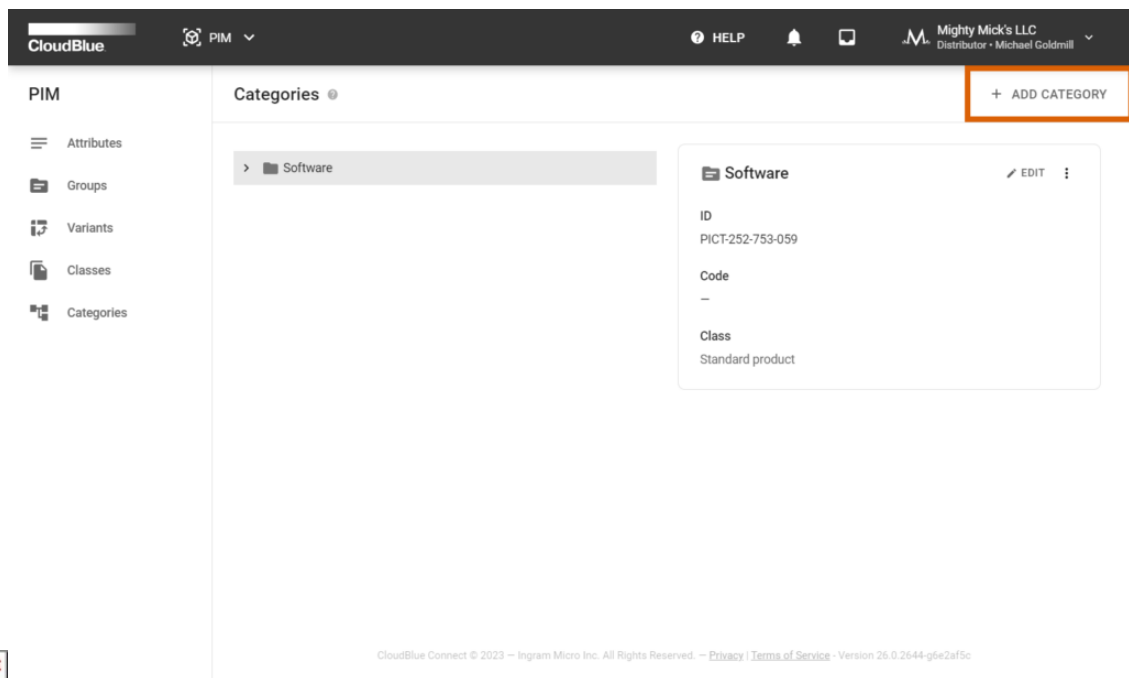 CloudBlue PIM HELP Mighty Mick's LLC
Distributor • Michael Goldmill
PIM
Categories
+ ADD CATEGORY
Attributes
Groups
Variants
Classes
Categories
Software
Software
EDIT
ID
PICT-252-753-059
Code
—
Class
Standard product
CloudBlue Connect © 2023 — Ingram Micro Inc. All Rights Reserved. — Privacy | Terms of Service - Version 26.0.2644-g6e2af5c